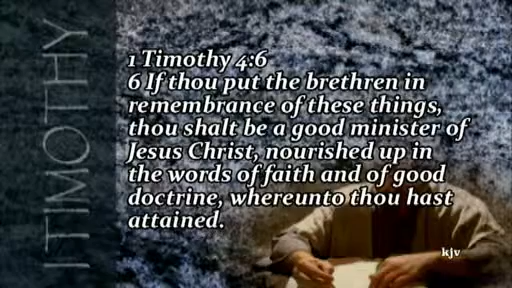 I TIMOTHY
1 Timothy 4:6
6 If thou put the brethren in
remembrance of these things,
thou shalt be a good minister of
Jesus Christ, nourished up in
the words of faith and of good
doctrine, whereunto thou hast
attained.
kjv